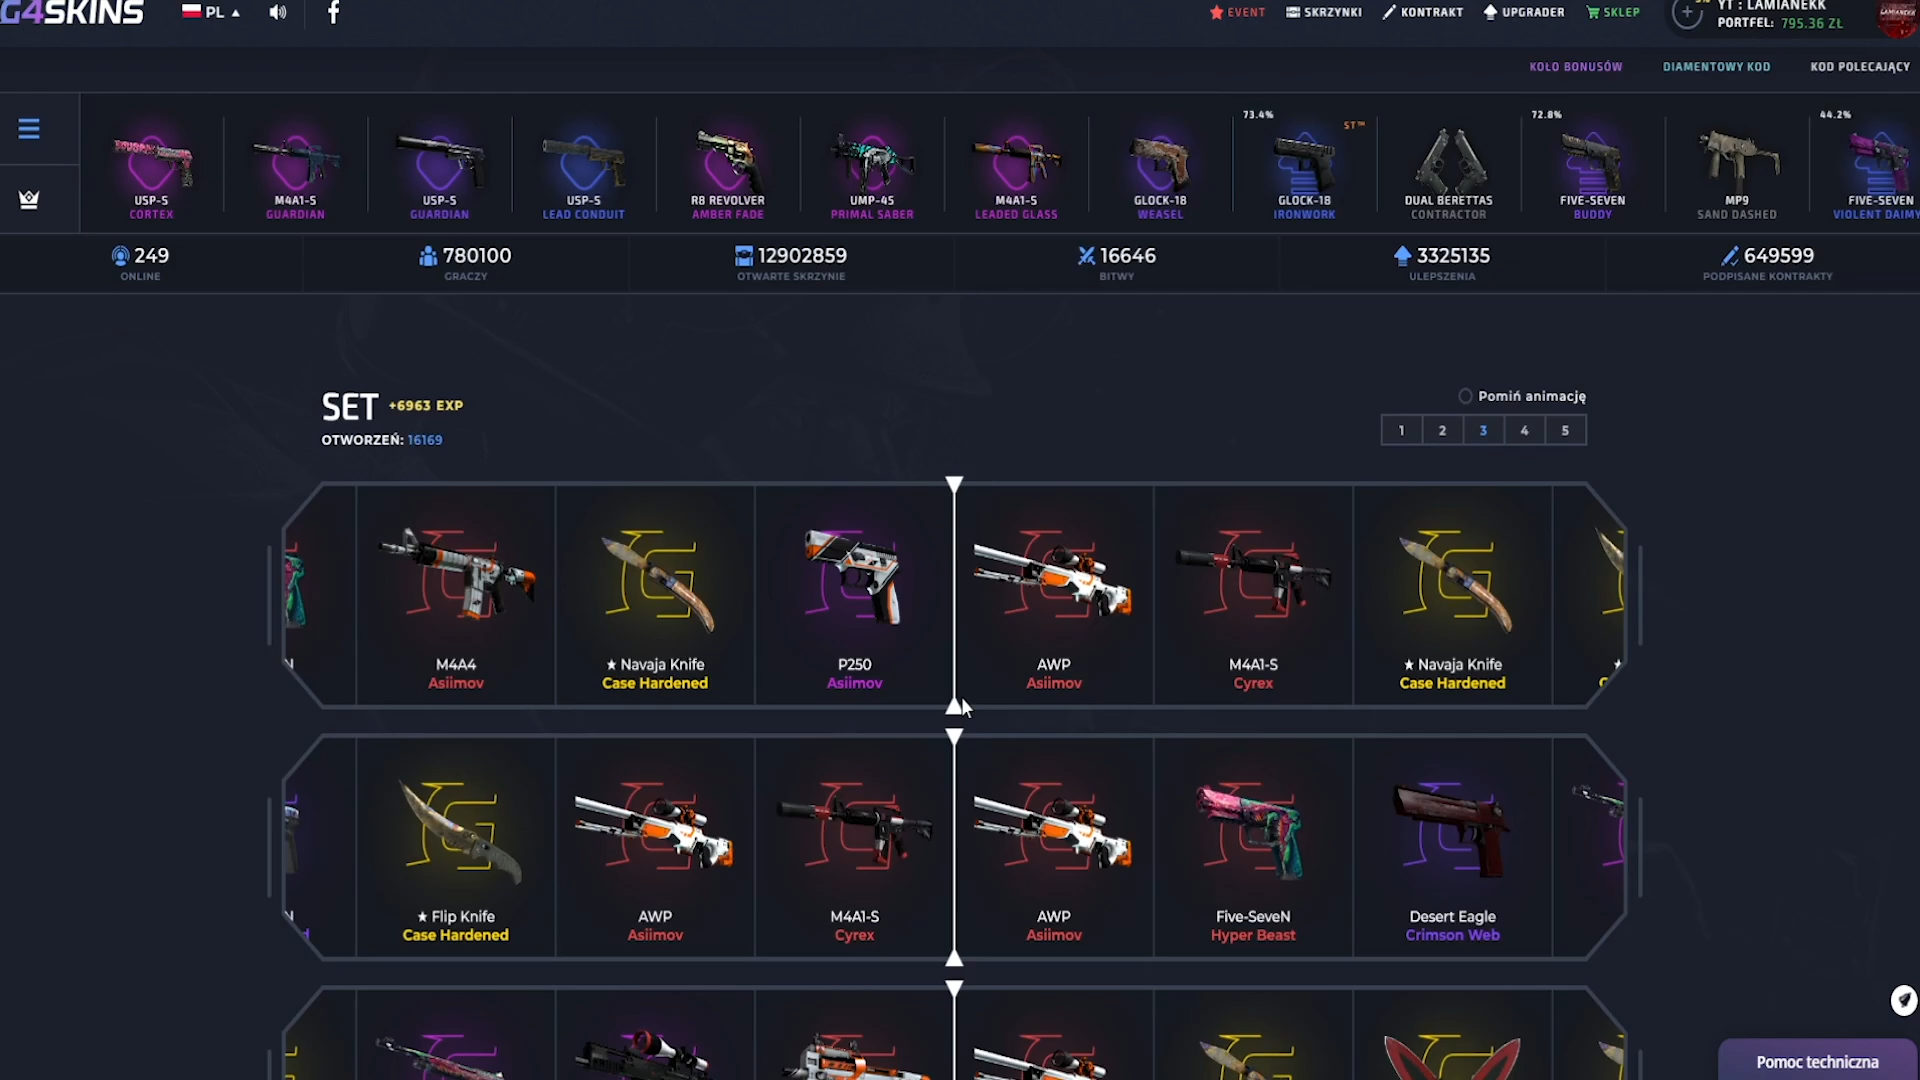 G4SKINS
PL
EVENT
SKRZYNKI
KONTRAKT
UPGRADER
SKLEP
YT : LAMIANEKK
PORTFEL: 795.36 ZŁ
KOŁO BONUSÓW
DIAMENTOWY KOD
KOD POLECAJĄCY
USP-S
CORTEX
M4A1-S
GUARDIAN
USP-S
GUARDIAN
USP-S
LEAD CONDUIT
R8 REVOLVER
AMBER FADE
UMP-45
PRIMAL SABER
M4A1-S
LEADED GLASS
GLOCK-18
WEASEL
73.4%
ST™
GLOCK-18
IRONWORK
DUAL BERETTAS
CONTRACTOR
72.8%
FIVE-SEVEN
BUDDY
MP9
SAND DASHED
44.2%
FIVE-SEVEN
VIOLENT DAIMY
249
ONLINE
780100
GRACZY
12902859
OTWARTE SKRZYNIE
16646
BITWY
3325135
ULEPSZENIA
649599
PODPISANE KONTRAKTY
SET +6963 EXP
OTWORZEŃ: 16169
Pomiń animację
1 2 3 4 5
M4A4
Asiimov
★ Navaja Knife
Case Hardened
P250
Asiimov
AWP
Asiimov
M4A1-S
Cyrex
★ Navaja Knife
Case Hardened
★ Flip Knife
Case Hardened
AWP
Asiimov
M4A1-S
Cyrex
AWP
Asiimov
Five-SeveN
Hyper Beast
Desert Eagle
Crimson Web
Pomoc techniczna